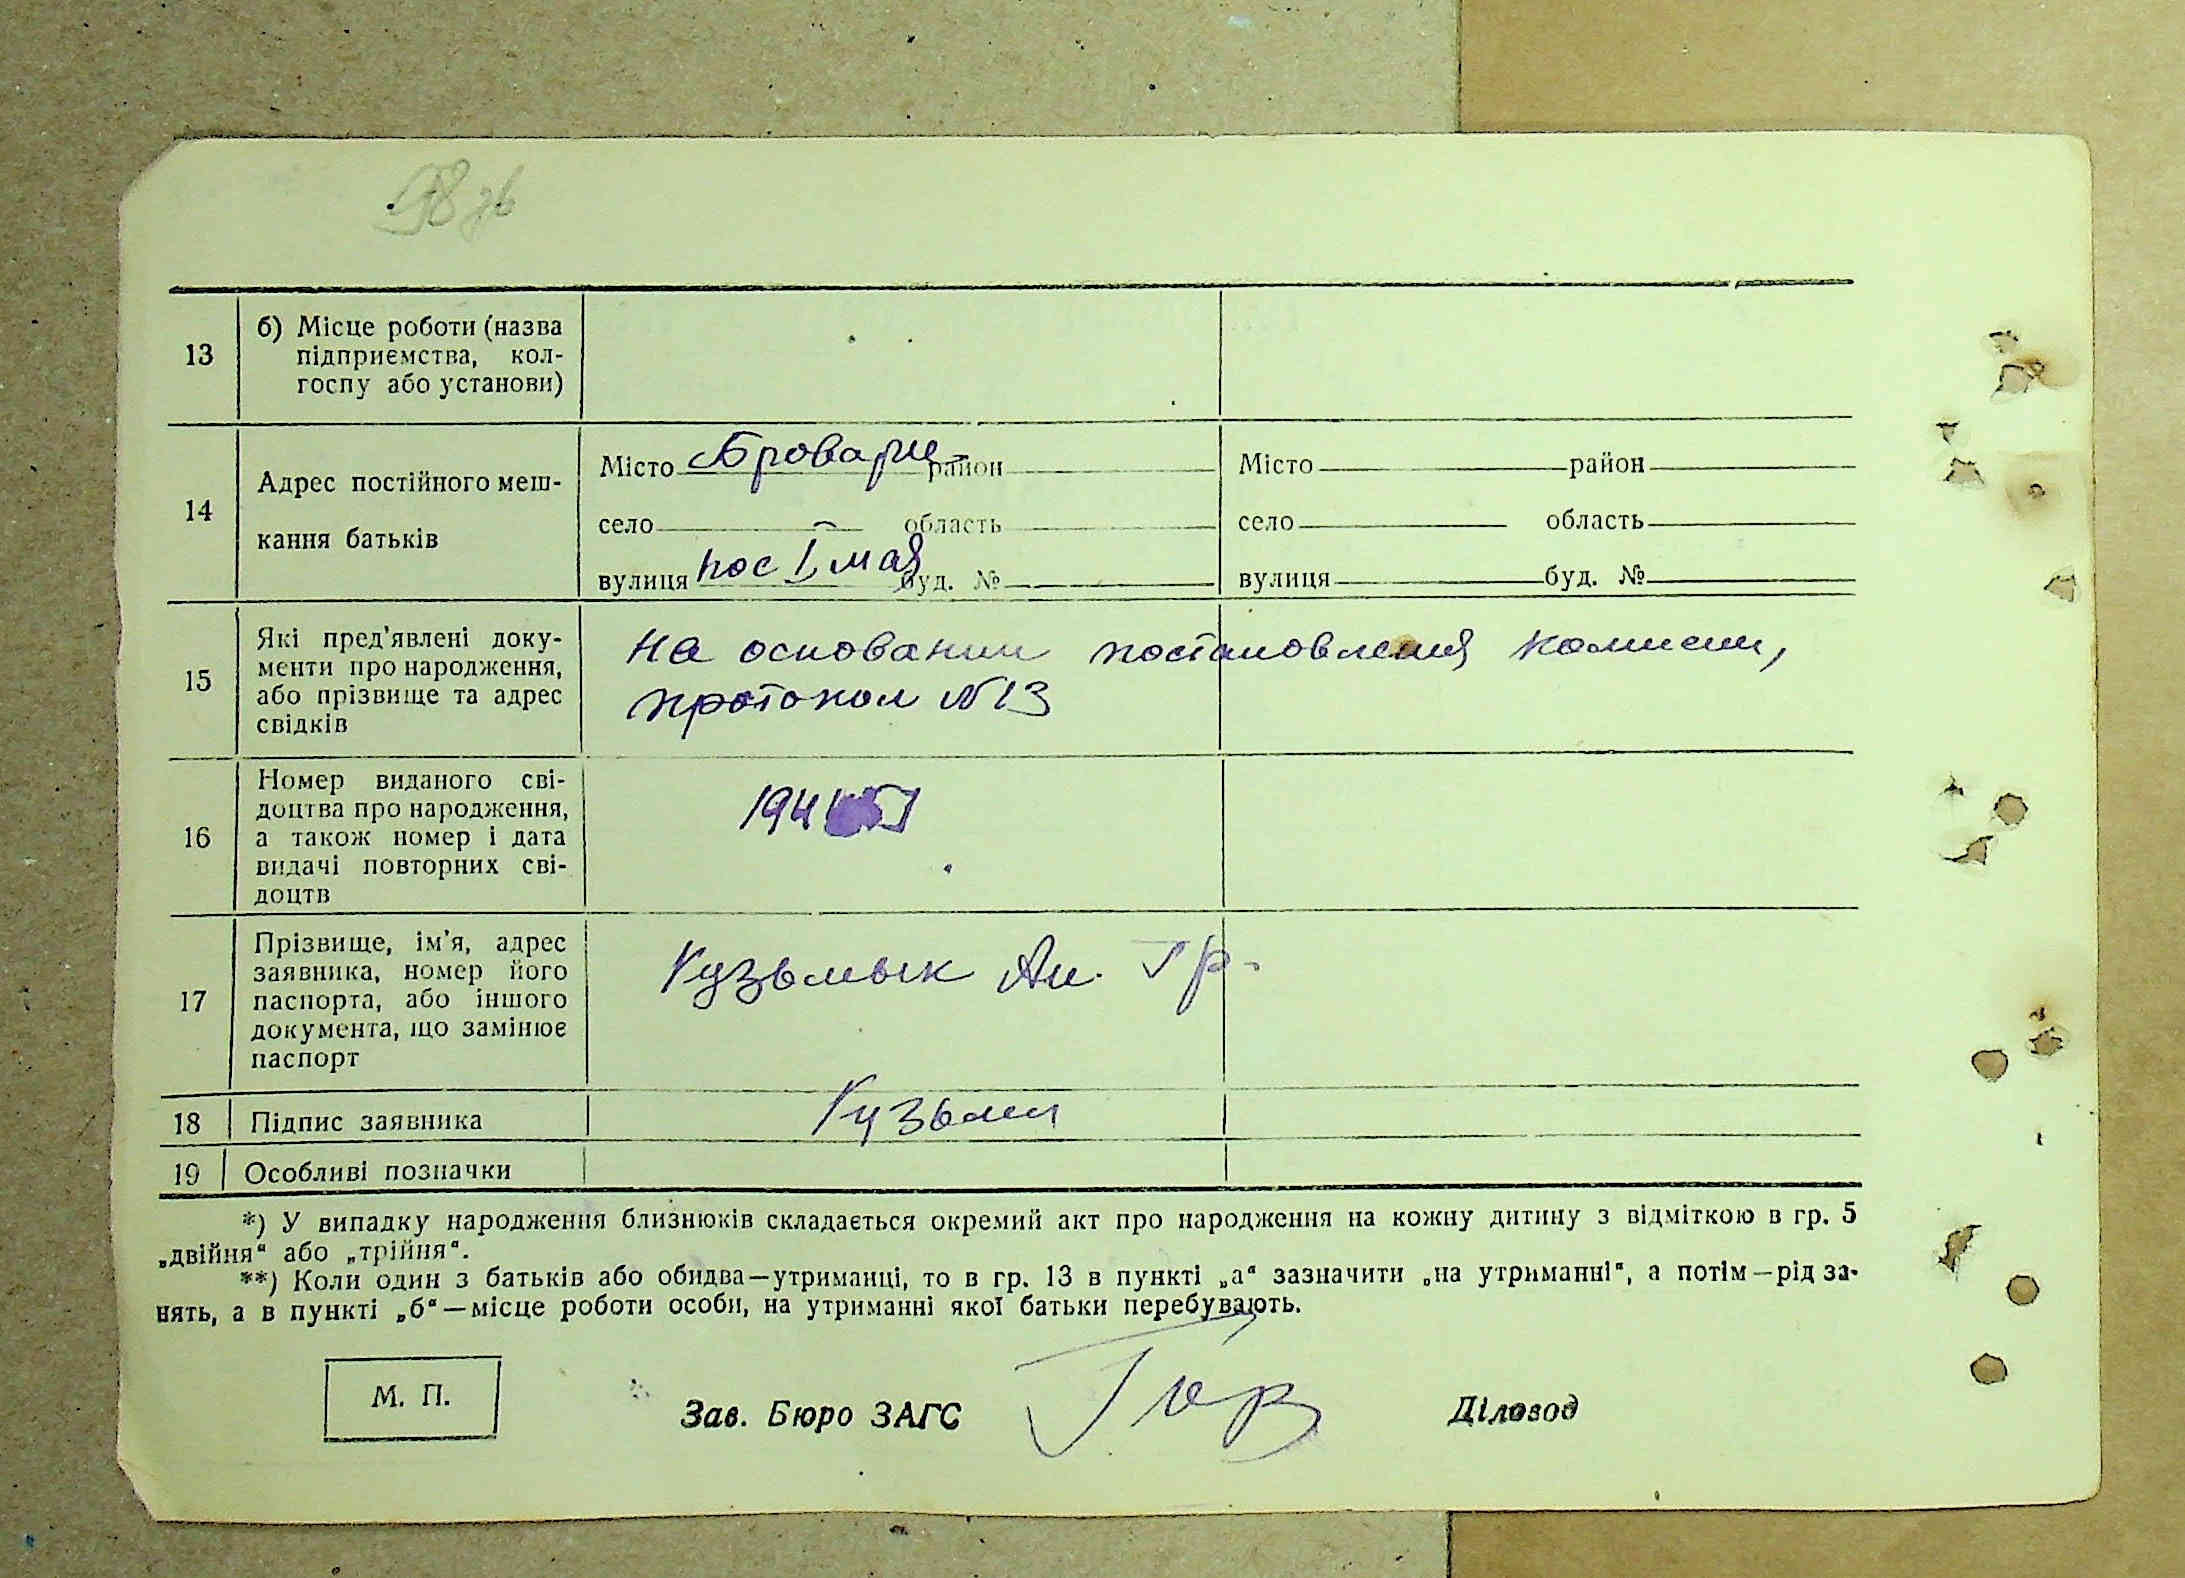 98 зв
13
б) Місце роботи (назва
підприємства, кол-
госпу або установи)
14
Адрес постійного меш-
кання батьків
Місто Бровари район
село область
вулиця пос I мая буд. №
Місто район
село область
вулиця буд. №
15
Які пред'явлені доку-
менти про народження,
або прізвище та адрес
свідків
На основании постановления комисии,
протокол №13
16
Номер виданого сві-
доцтва про народження,
а також номер і дата
видачі повторних сві-
доцтв
17
Прізвище, ім'я, адрес
заявника, номер його
паспорта, або іншого
документа, що замінює
паспорт
Кузьмык Ан. Гр.
18 Підпис заявника
Кузьми
19 Особливі позначки
*) У випадку народження близнюків складається окремий акт про народження на кожну дитину з відміткою в гр. 5
„двійня“ або „трійня“.
**) Коли один з батьків або обидва—утриманці, то в гр. 13 в пункті „а“ зазначити „на утриманні“, а потім—рід за-
нять, а в пункті „б“—місце роботи особи, на утриманні якої батьки перебувають.
М. П.
Зав. Бюро ЗАГС
Діловод